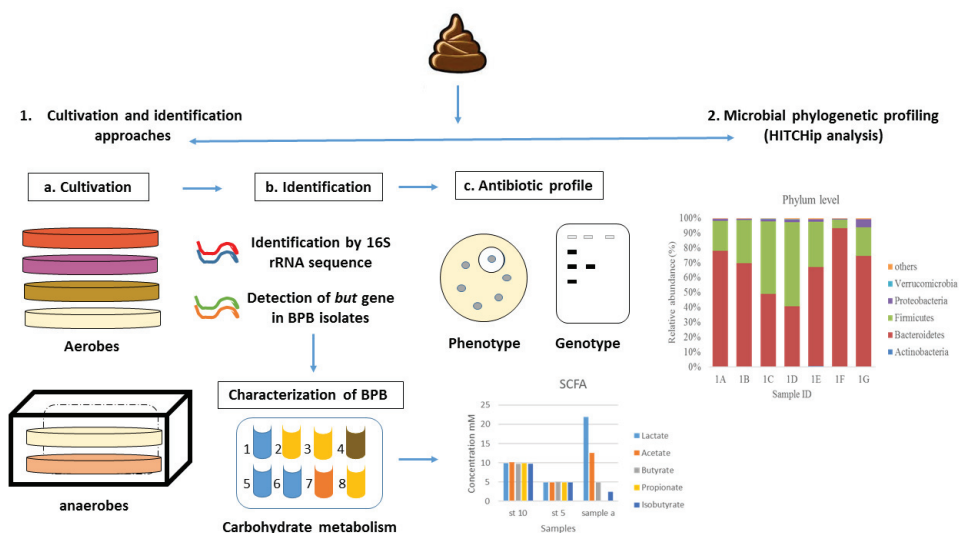 1. Cultivation and identification
approaches
2. Microbial phylogenetic profiling
(HITChip analysis)
a. Cultivation
b. Identification
c. Antibiotic profile
Identification by 16S
rRNA sequence
Detection of but gene
in BPB isolates
Aerobes
Phenotype
Genotype
Phylum level
Relative abundance (%)
100%
90%
80%
70%
60%
50%
40%
30%
20%
10%
0%
1A 1B 1C 1D 1E 1F 1G
Sample ID
others
Verrucomicrobia
Proteobacteria
Firmicutes
Bacteroidetes
Actinobacteria
Characterization of BPB
1 2 3 4
5 6 7 8
Carbohydrate metabolism
anaerobes
SCFA
Concentration mM
25
20
15
10
5
0
st 10 st 5 sample a
Samples
Lactate
Acetate
Butyrate
Propionate
Isobutyrate